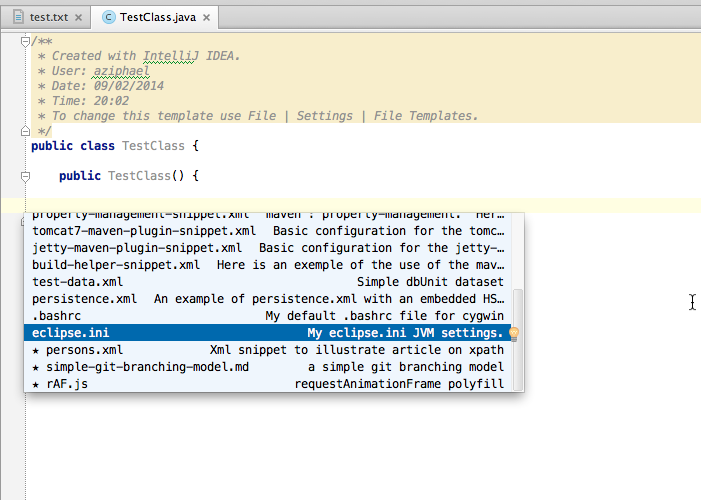 test.txt
TestClass.java
/**
* Created with IntelliJ IDEA.
* User: aziphael
* Date: 09/02/2014
* Time: 20:02
* To change this template use File | Settings | File Templates.
*/
public class TestClass {
public TestClass() {
property-management-snippet.xml maven : property-management. Her…
tomcat7-maven-plugin-snippet.xml Basic configuration for the tomc…
jetty-maven-plugin-snippet.xml Basic configuration for the jetty-…
build-helper-snippet.xml Here is an exemple of the use of the mav…
test-data.xml Simple dbUnit dataset
persistence.xml An example of persistence.xml with an embedded HS…
.bashrc My default .bashrc file for cygwin
eclipse.ini My eclipse.ini JVM settings.
★ persons.xml Xml snippet to illustrate article on xpath
★ simple-git-branching-model.md a simple git branching model
★ rAF.js requestAnimationFrame polyfill